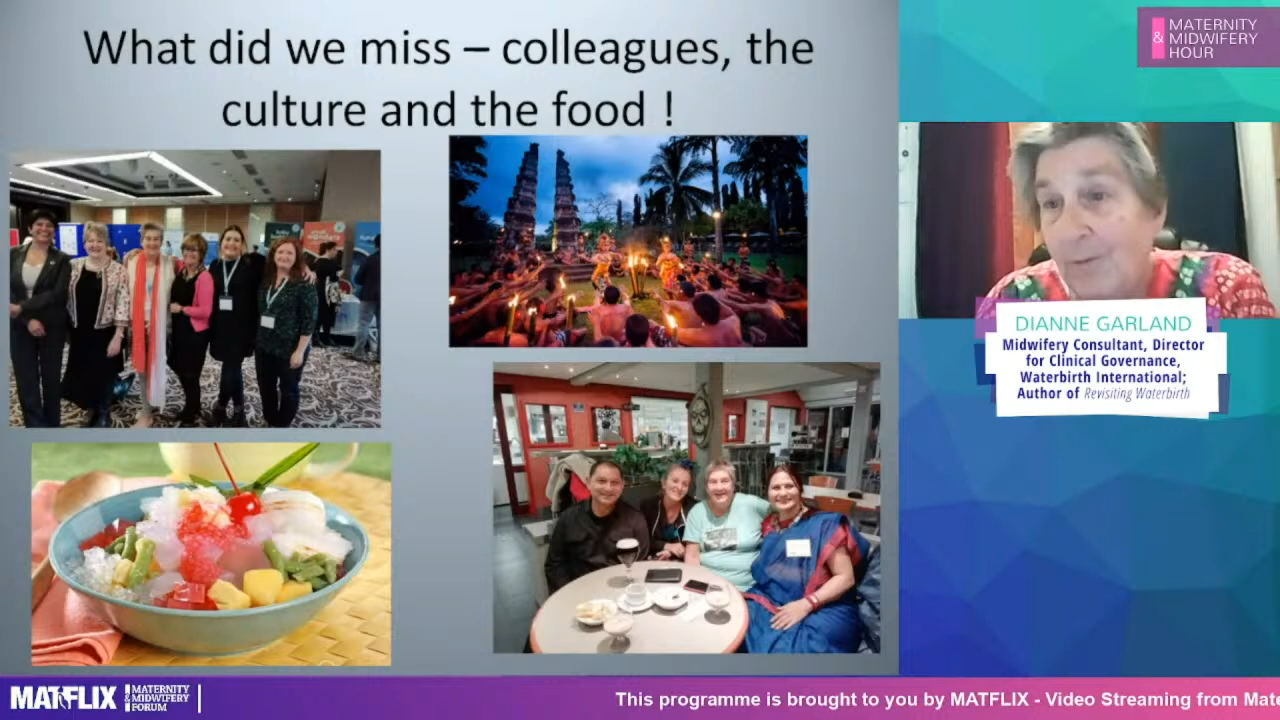 What did we miss – colleagues, the
culture and the food !
MATERNITY
& MIDWIFERY
HOUR
DIANNE GARLAND
Midwifery Consultant, Director
for Clinical Governance,
Waterbirth International;
Author of Revisiting Waterbirth
MATFLIX
MATERNITY
& MIDWIFERY
FORUM
This programme is brought to you by MATFLIX - Video Streaming from Mate